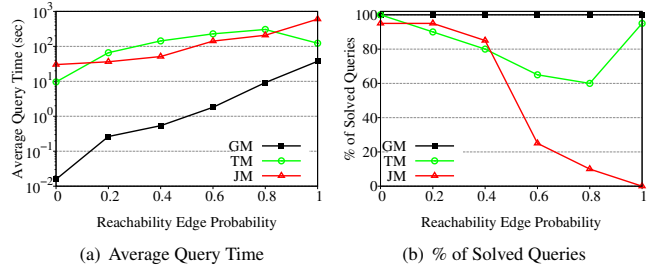 Average Query Time (sec)
10³
10²
10¹
10⁰
10⁻¹
10⁻²
GM
TM
JM
0 0.2 0.4 0.6 0.8 1
Reachability Edge Probability
(a) Average Query Time
% of Solved Queries
100
80
60
40
20
0
GM
TM
JM
0 0.2 0.4 0.6 0.8 1
Reachability Edge Probability
(b) % of Solved Queries